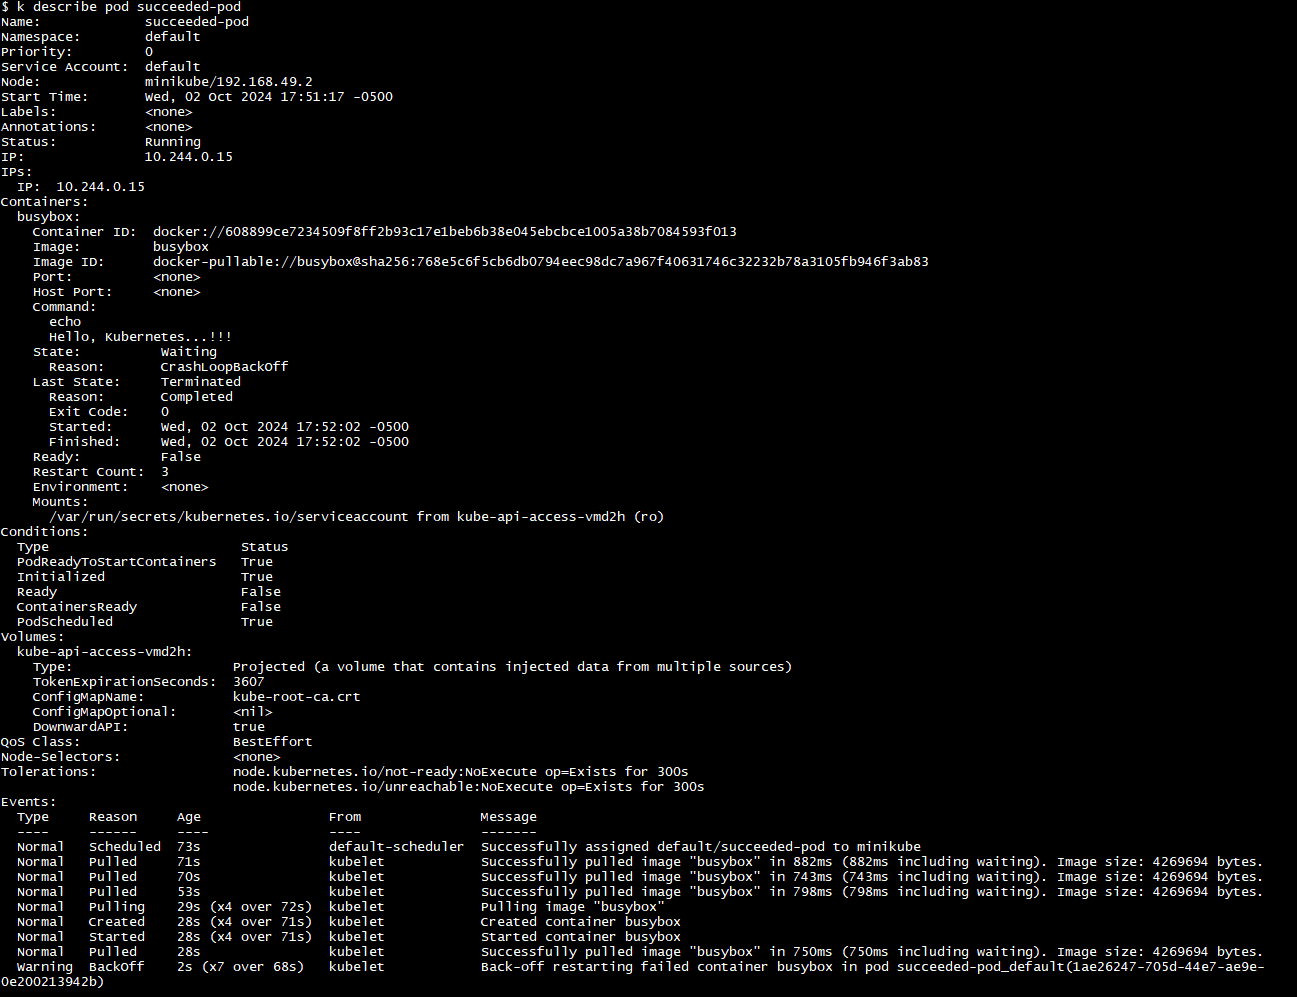 $ k describe pod succeeded-pod
Name:             succeeded-pod
Namespace:        default
Priority:         0
Service Account:  default
Node:             minikube/192.168.49.2
Start Time:       Wed, 02 Oct 2024 17:51:17 -0500
Labels:           <none>
Annotations:      <none>
Status:           Running
IP:               10.244.0.15
IPs:
  IP:  10.244.0.15
Containers:
  busybox:
    Container ID:  docker://608899ce7234509f8ff2b93c17e1beb6b38e045ebcbce1005a38b7084593f013
    Image:         busybox
    Image ID:      docker-pullable://busybox@sha256:768e5c6f5cb6db0794eec98dc7a967f40631746c32232b78a3105fb946f3ab83
    Port:          <none>
    Host Port:     <none>
    Command:
      echo
      Hello, Kubernetes...!!!
    State:          Waiting
      Reason:       CrashLoopBackOff
    Last State:     Terminated
      Reason:       Completed
      Exit Code:    0
      Started:      Wed, 02 Oct 2024 17:52:02 -0500
      Finished:     Wed, 02 Oct 2024 17:52:02 -0500
    Ready:          False
    Restart Count:  3
    Environment:    <none>
    Mounts:
      /var/run/secrets/kubernetes.io/serviceaccount from kube-api-access-vmd2h (ro)
Conditions:
  Type                        Status
  PodReadyToStartContainers   True
  Initialized                 True
  Ready                       False
  ContainersReady             False
  PodScheduled                True
Volumes:
  kube-api-access-vmd2h:
    Type:                    Projected (a volume that contains injected data from multiple sources)
    TokenExpirationSeconds:  3607
    ConfigMapName:           kube-root-ca.crt
    ConfigMapOptional:       <nil>
    DownwardAPI:             true
QoS Class:                   BestEffort
Node-Selectors:              <none>
Tolerations:                 node.kubernetes.io/not-ready:NoExecute op=Exists for 300s
                             node.kubernetes.io/unreachable:NoExecute op=Exists for 300s
Events:
  Type     Reason     Age                From               Message
  ----     ------     ----               ----               -------
  Normal   Scheduled  73s                default-scheduler  Successfully assigned default/succeeded-pod to minikube
  Normal   Pulled     71s                kubelet            Successfully pulled image "busybox" in 882ms (882ms including waiting). Image size: 4269694 bytes.
  Normal   Pulled     70s                kubelet            Successfully pulled image "busybox" in 743ms (743ms including waiting). Image size: 4269694 bytes.
  Normal   Pulled     53s                kubelet            Successfully pulled image "busybox" in 798ms (798ms including waiting). Image size: 4269694 bytes.
  Normal   Pulling    29s (x4 over 72s)  kubelet            Pulling image "busybox"
  Normal   Created    28s (x4 over 71s)  kubelet            Created container busybox
  Normal   Started    28s (x4 over 71s)  kubelet            Started container busybox
  Normal   Pulled     28s                kubelet            Successfully pulled image "busybox" in 750ms (750ms including waiting). Image size: 4269694 bytes.
  Warning  BackOff    2s (x7 over 68s)   kubelet            Back-off restarting failed container busybox in pod succeeded-pod_default(1ae26247-705d-44e7-ae9e-
0e200213942b)